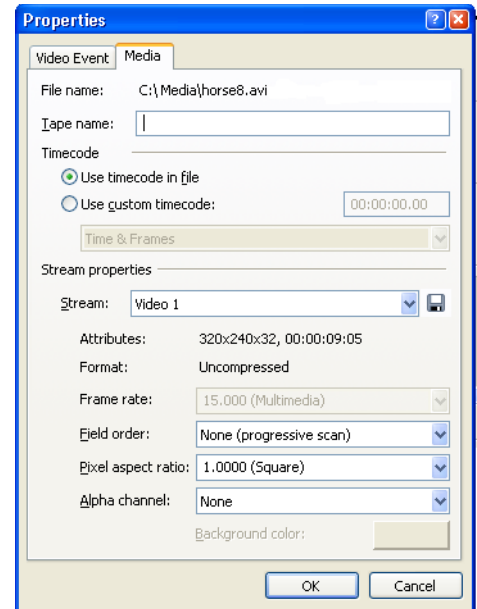 Properties
Video Event Media
File name: C:\Media\horse8.avi
Tape name:
Timecode
Use timecode in file
Use custom timecode: 00:00:00.00
Time & Frames
Stream properties
Stream: Video 1
Attributes: 320x240x32, 00:00:09:05
Format: Uncompressed
Frame rate: 15.000 (Multimedia)
Field order: None (progressive scan)
Pixel aspect ratio: 1.0000 (Square)
Alpha channel: None
Background color:
OK Cancel